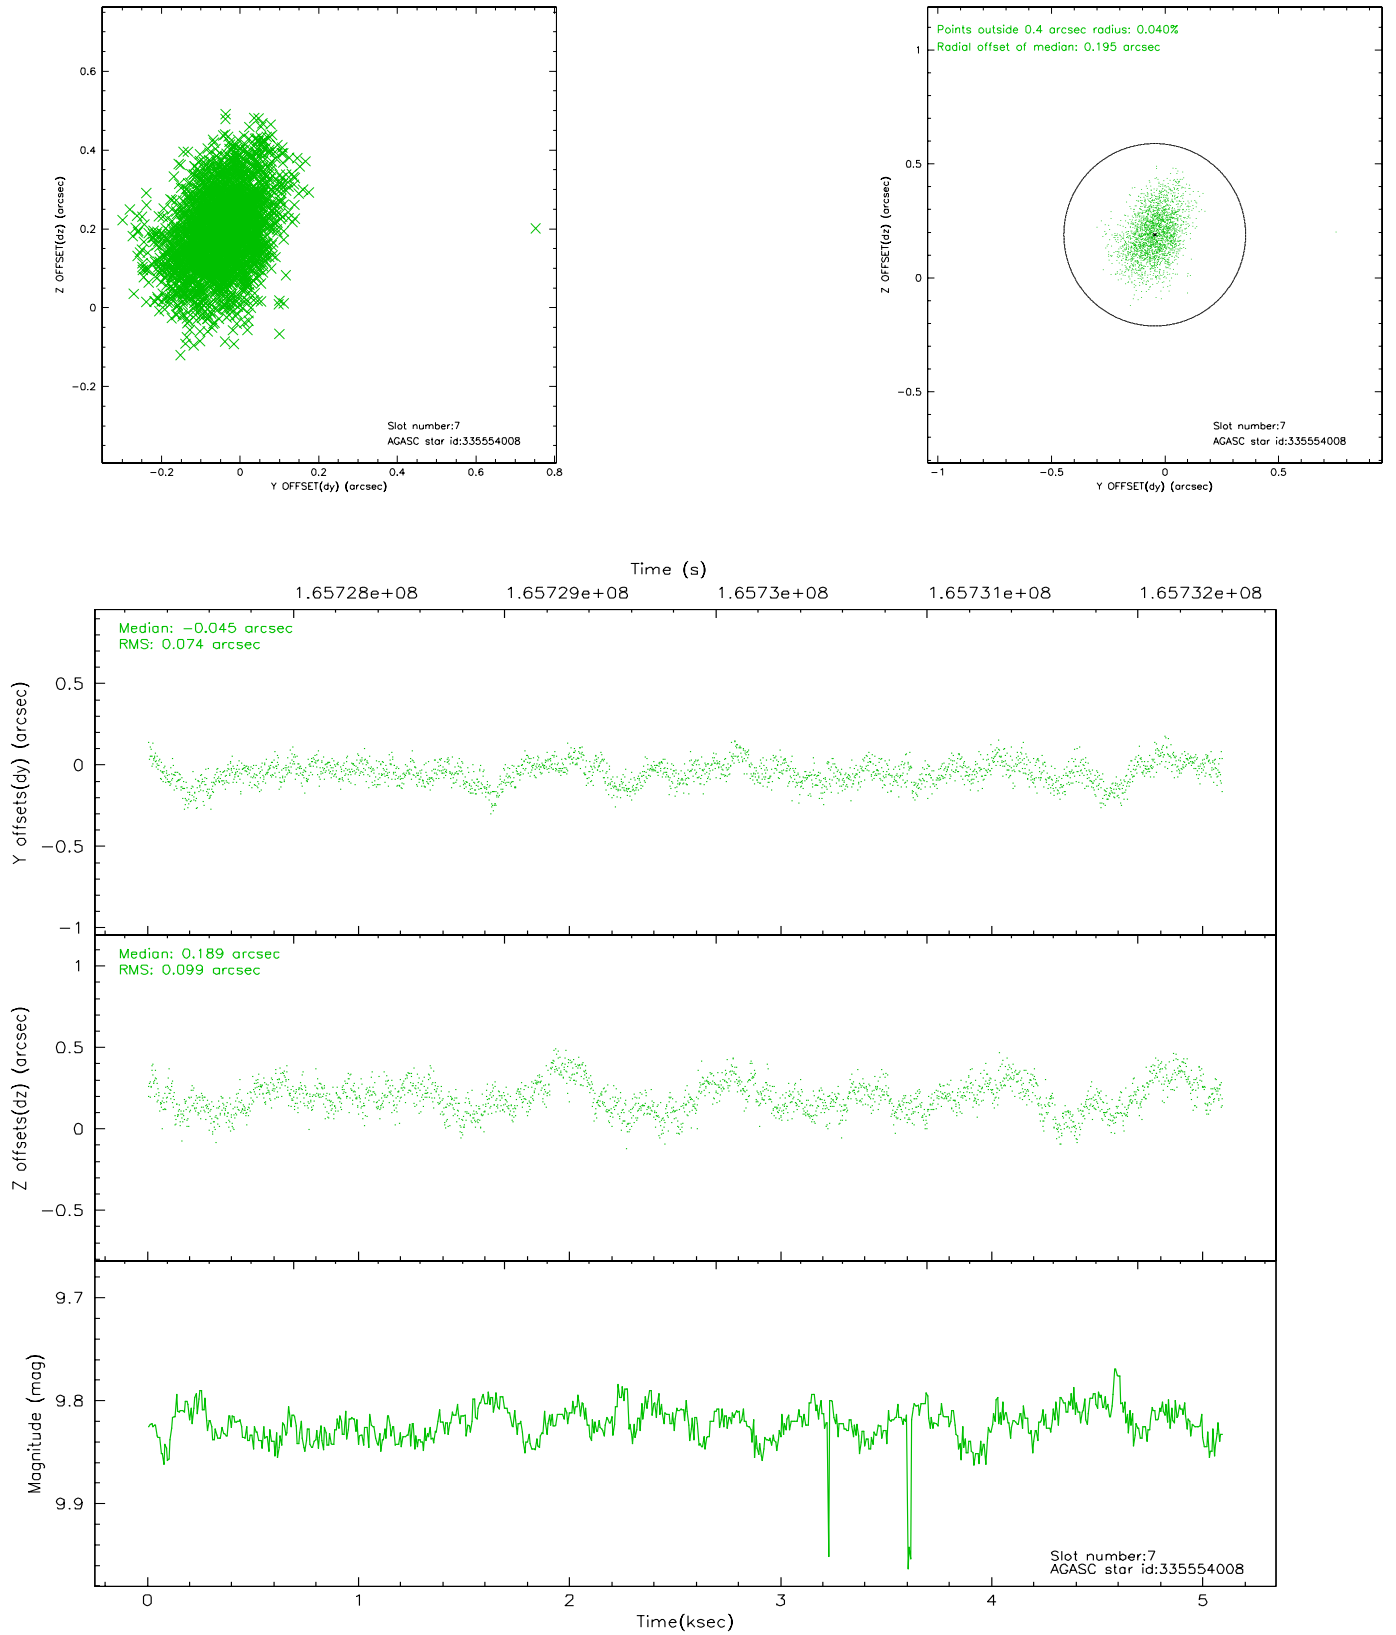 0.6
0.4
0.2
0
−0.2
Z OFFSET(dz) (arcsec)
Slot number:7
AGASC star id:335554008
−0.2 0 0.2 0.4 0.6 0.8
Y OFFSET(dy) (arcsec)
Points outside 0.4 arcsec radius: 0.040%
Radial offset of median: 0.195 arcsec
1
0.5
0
−0.5
Z OFFSET(dz) (arcsec)
Slot number:7
AGASC star id:335554008
−1 −0.5 0 0.5
Y OFFSET(dy) (arcsec)
Time (s)
1.65728e+08 1.65729e+08 1.6573e+08 1.65731e+08 1.65732e+08
Median: −0.045 arcsec
RMS: 0.074 arcsec
0.5
0
−0.5
−1
Y offsets(dy) (arcsec)
Median: 0.189 arcsec
RMS: 0.099 arcsec
1
0.5
0
−0.5
Z offsets(dz) (arcsec)
9.7
9.8
9.9
Magnitude (mag)
Slot number:7
AGASC star id:335554008
0 1 2 3 4 5
Time(ksec)